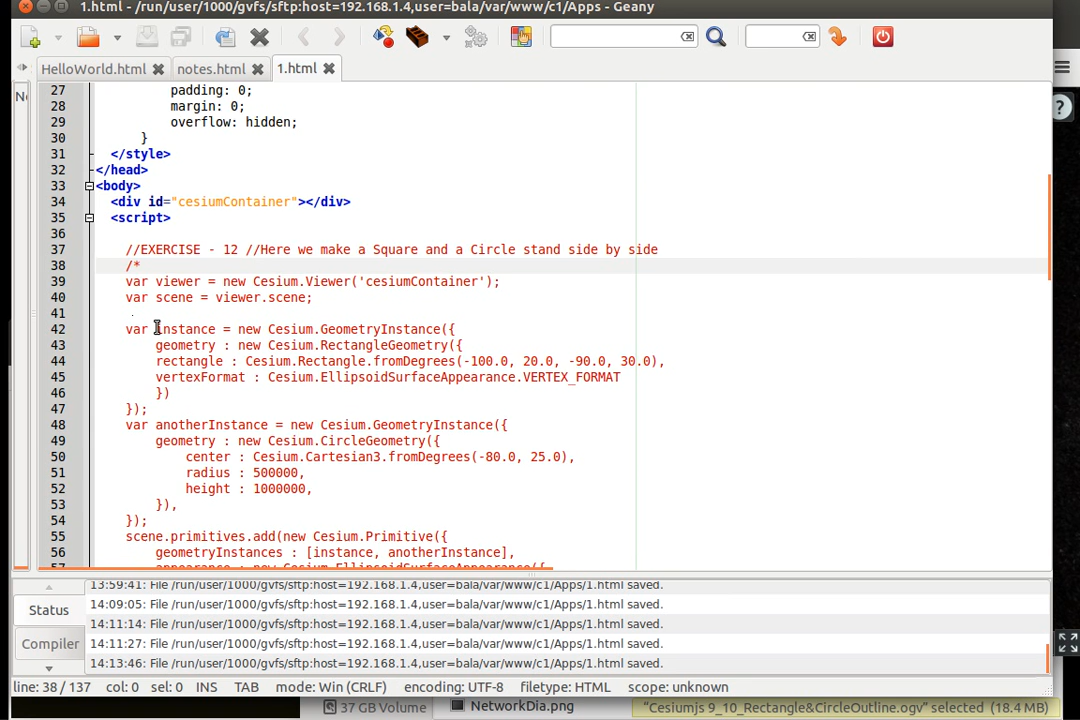 1.html - /run/user/1000/gvfs/sftp:host=192.168.1.4,user=bala/var/www/c1/Apps - Geany
HelloWorld.html notes.html 1.html
27 padding: 0;
28 margin: 0;
29 overflow: hidden;
30 }
31 </style>
32 </head>
33 <body>
34 <div id="cesiumContainer"></div>
35 <script>
36
37 //EXERCISE - 12 //Here we make a Square and a Circle stand side by side
38 /*
39 var viewer = new Cesium.Viewer('cesiumContainer');
40 var scene = viewer.scene;
41
42 var instance = new Cesium.GeometryInstance({
43 geometry : new Cesium.RectangleGeometry({
44 rectangle : Cesium.Rectangle.fromDegrees(-100.0, 20.0, -90.0, 30.0),
45 vertexFormat : Cesium.EllipsoidSurfaceAppearance.VERTEX_FORMAT
46 })
47 });
48 var anotherInstance = new Cesium.GeometryInstance({
49 geometry : new Cesium.CircleGeometry({
50 center : Cesium.Cartesian3.fromDegrees(-80.0, 25.0),
51 radius : 500000,
52 height : 1000000,
53 }),
54 });
55 scene.primitives.add(new Cesium.Primitive({
56 geometryInstances : [instance, anotherInstance],
57 appearance : new Cesium.EllipsoidSurfaceAppearance({
13:59:41: File /run/user/1000/gvfs/sftp:host=192.168.1.4,user=bala/var/www/c1/Apps/1.html saved.
Status 14:09:05: File /run/user/1000/gvfs/sftp:host=192.168.1.4,user=bala/var/www/c1/Apps/1.html saved.
14:11:14: File /run/user/1000/gvfs/sftp:host=192.168.1.4,user=bala/var/www/c1/Apps/1.html saved.
Compiler 14:11:27: File /run/user/1000/gvfs/sftp:host=192.168.1.4,user=bala/var/www/c1/Apps/1.html saved.
14:13:46: File /run/user/1000/gvfs/sftp:host=192.168.1.4,user=bala/var/www/c1/Apps/1.html saved.
line: 38 / 137 col: 0 sel: 0 INS TAB mode: Win (CRLF) encoding: UTF-8 filetype: HTML scope: unknown
37 GB Volume NetworkDia.png "Cesiumjs 9_10_Rectangle&CircleOutline.ogv" selected (18.4 MB)